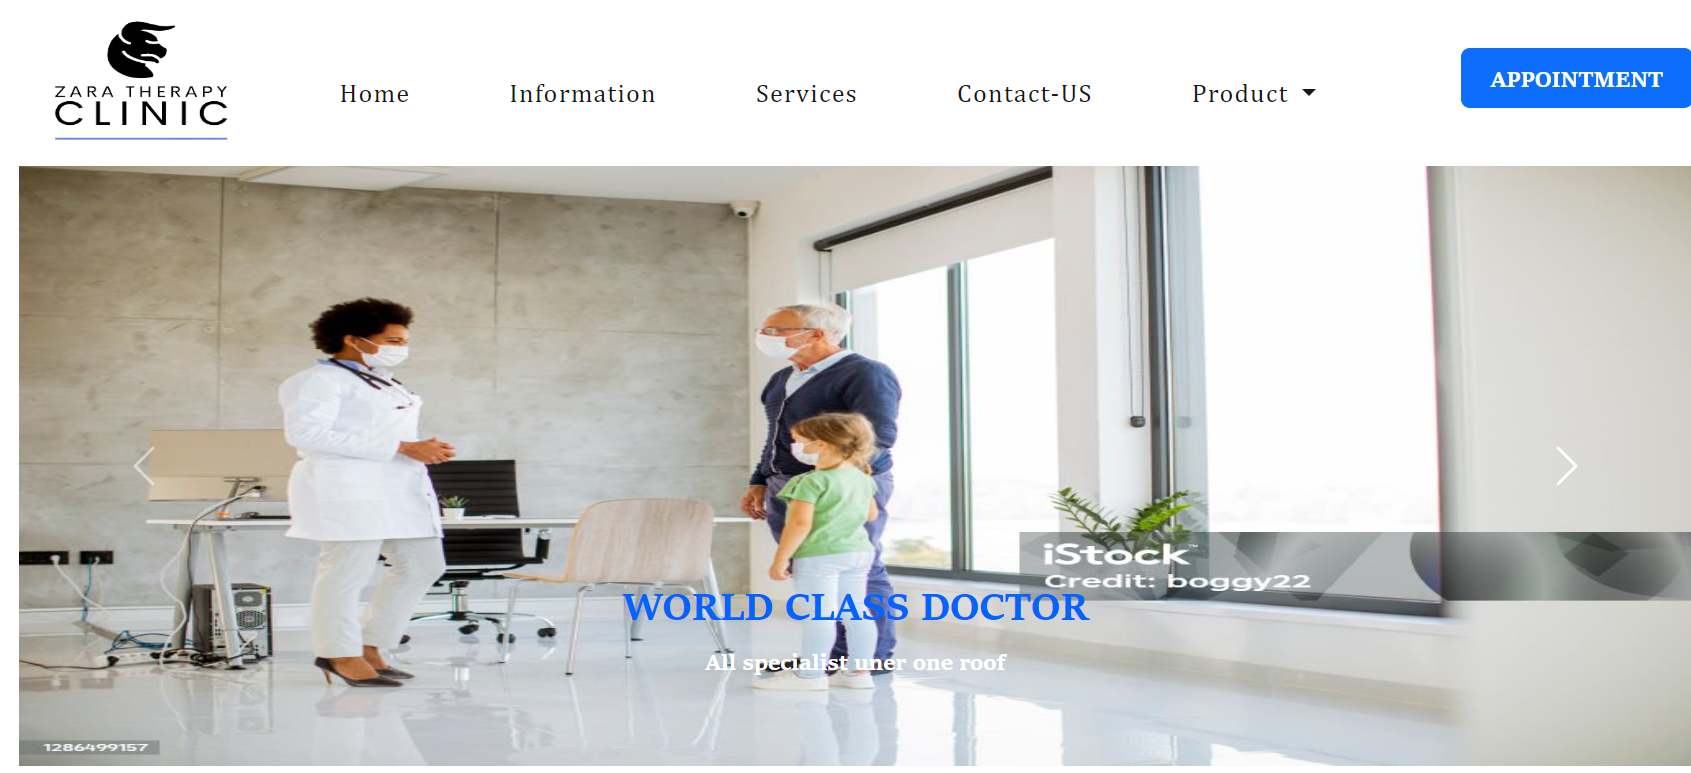 ZARA THERAPY
CLINIC
Home
Information
Services
Contact-US
Product
APPOINTMENT
iStock™
Credit: boggy22
WORLD CLASS DOCTOR
All specialist uner one roof
1286499157